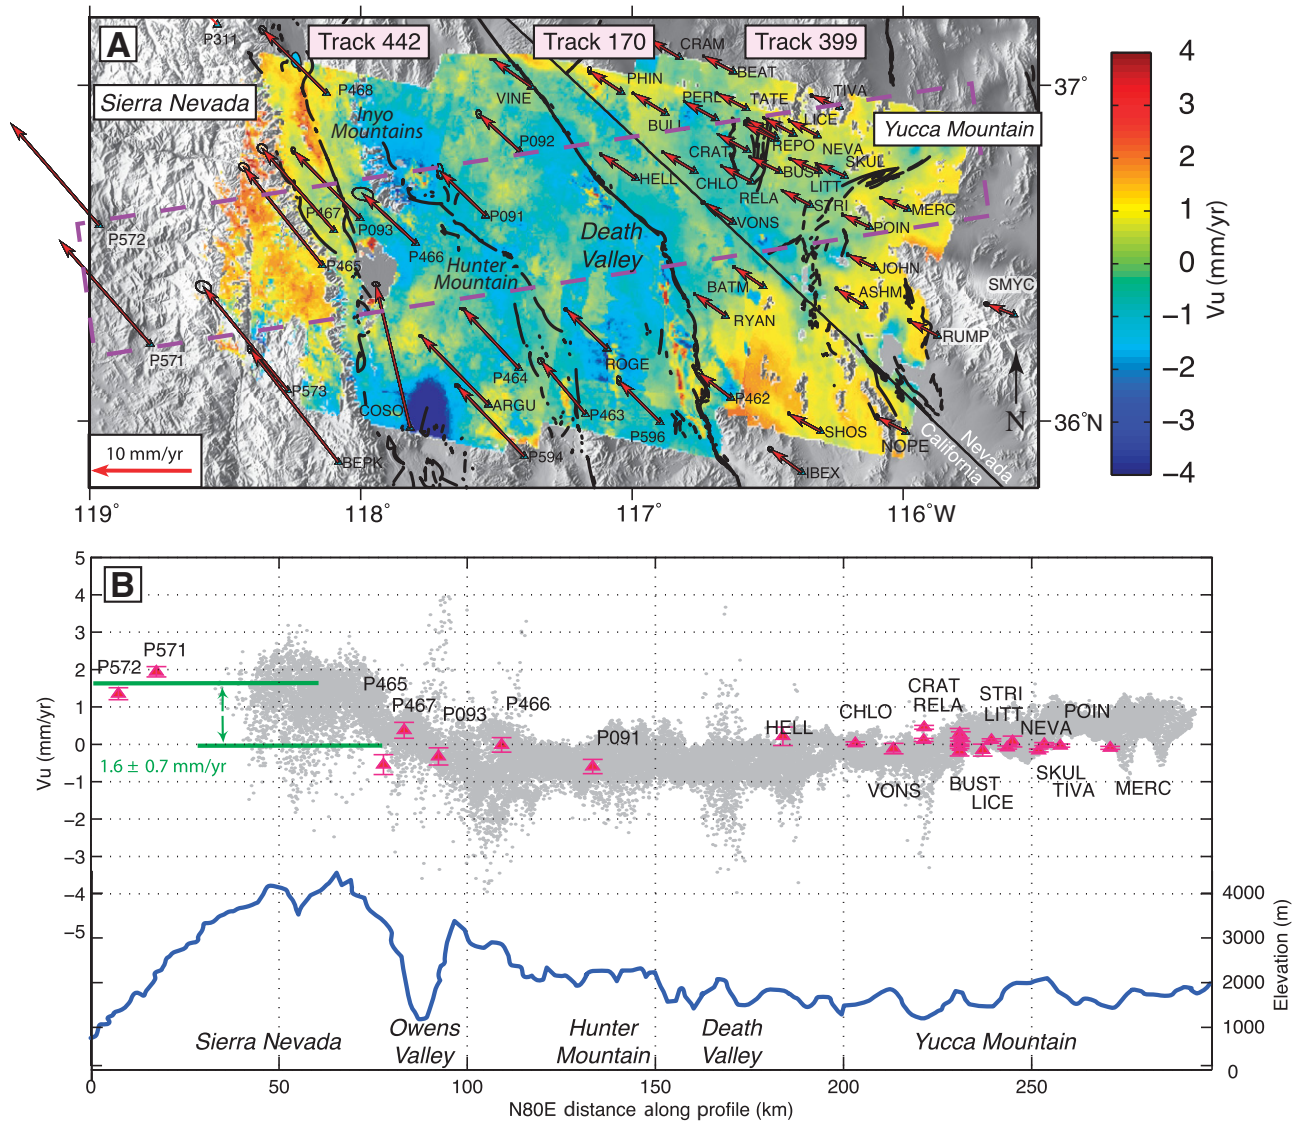 A
Track 442
Track 170
Track 399
Sierra Nevada
Yucca Mountain
Inyo
Mountains
Hunter
Mountain
Death
Valley
P311
P468
VINE
PHIN
CRAM
BEAT
PERL
TATE
TIVA
BULL
LICE
P092
CRAT
REPO
NEVA
SKUL
HELL
CHLO
BUST
LITT
RELA
STRI
MERC
P572
P467
P093
P091
VONS
POIN
P465
P466
JOHN
BATM
ASHM
SMYC
P571
RYAN
RUMP
P573
P464
ROGE
COSO
ARGU
P463
P462
P596
SHOS
NOPE
BEPK
P594
IBEX
California
Nevada
N
10 mm/yr
37°
36°N
119°
118°
117°
116°W
4
3
2
1
0
−1
−2
−3
−4
Vu (mm/yr)
B
5
4
3
2
1
0
−1
−2
−3
−4
−5
Vu (mm/yr)
P572
P571
P465
P467
P093
P466
P091
HELL
CHLO
VONS
CRAT
RELA
STRI
LITT
NEVA
POIN
BUST
LICE
SKUL
TIVA
MERC
1.6 ± 0.7 mm/yr
4000
3000
2000
1000
0
Elevation (m)
Sierra Nevada
Owens
Valley
Hunter
Mountain
Death
Valley
Yucca Mountain
0
50
100
150
200
250
N80E distance along profile (km)